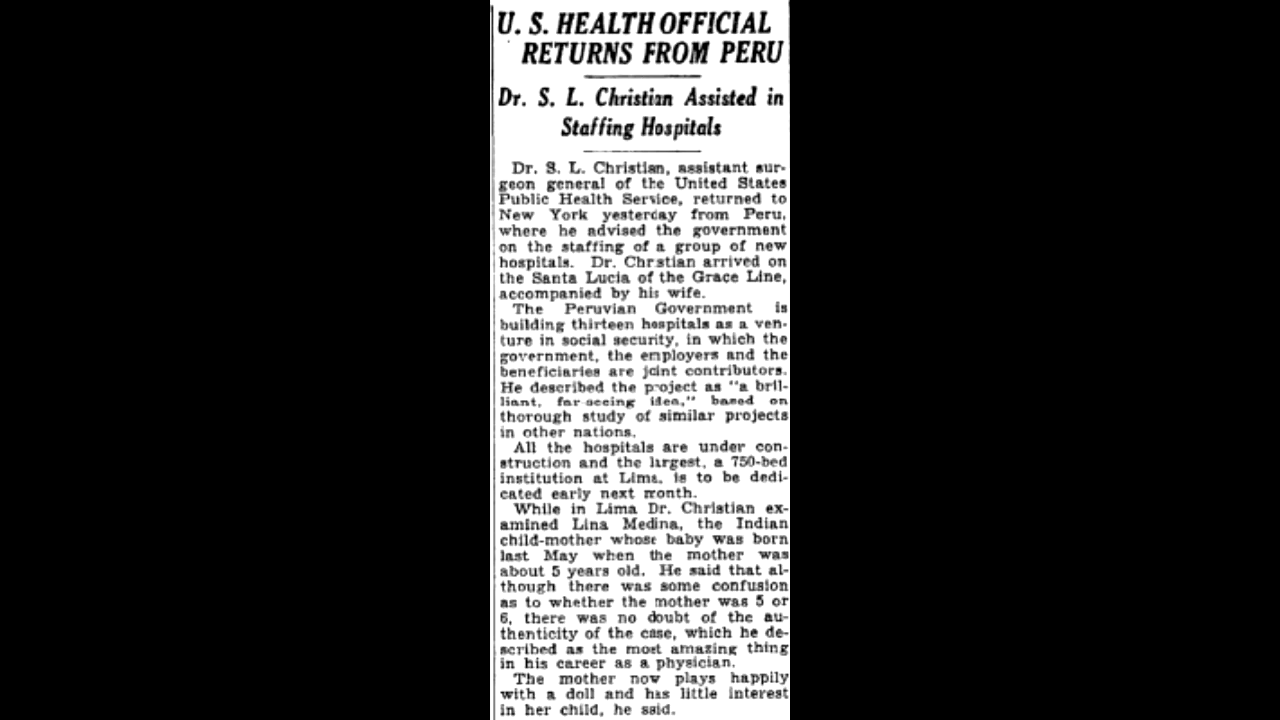 U. S. HEALTH OFFICIAL
RETURNS FROM PERU
Dr. S. L. Christian Assisted in
Staffing Hospitals
Dr. S. L. Christian, assistant sur-
geon general of the United States
Public Health Service, returned to
New York yesterday from Peru,
where he advised the government
on the staffing of a group of new
hospitals. Dr. Christian arrived on
the Santa Lucia of the Grace Line,
accompanied by his wife.
The Peruvian Government is
building thirteen hospitals as a ven-
ture in social security, in which the
government, the employers and the
beneficiaries are joint contributors.
He described the project as "a bril-
liant, far-seeing idea," based on
thorough study of similar projects
in other nations.
All the hospitals are under con-
struction and the largest, a 750-bed
institution at Lima, is to be dedi-
cated early next month.
While in Lima Dr. Christian ex-
amined Lina Medina, the Indian
child-mother whose baby was born
last May when the mother was
about 5 years old. He said that al-
though there was some confusion
as to whether the mother was 5 or
6, there was no doubt of the au-
thenticity of the case, which he de-
scribed as the most amazing thing
in his career as a physician.
The mother now plays happily
with a doll and has little interest
in her child, he said.